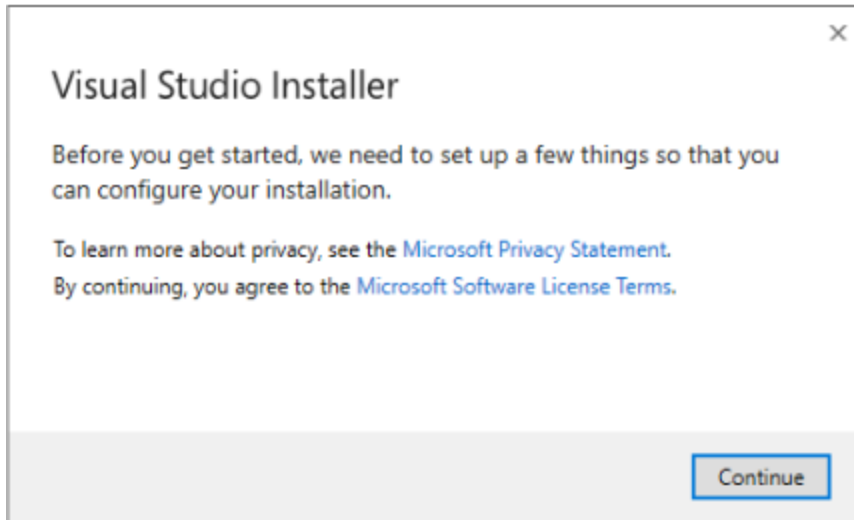 Visual Studio Installer
Before you get started, we need to set up a few things so that you
can configure your installation.
To learn more about privacy, see the Microsoft Privacy Statement.
By continuing, you agree to the Microsoft Software License Terms.
Continue